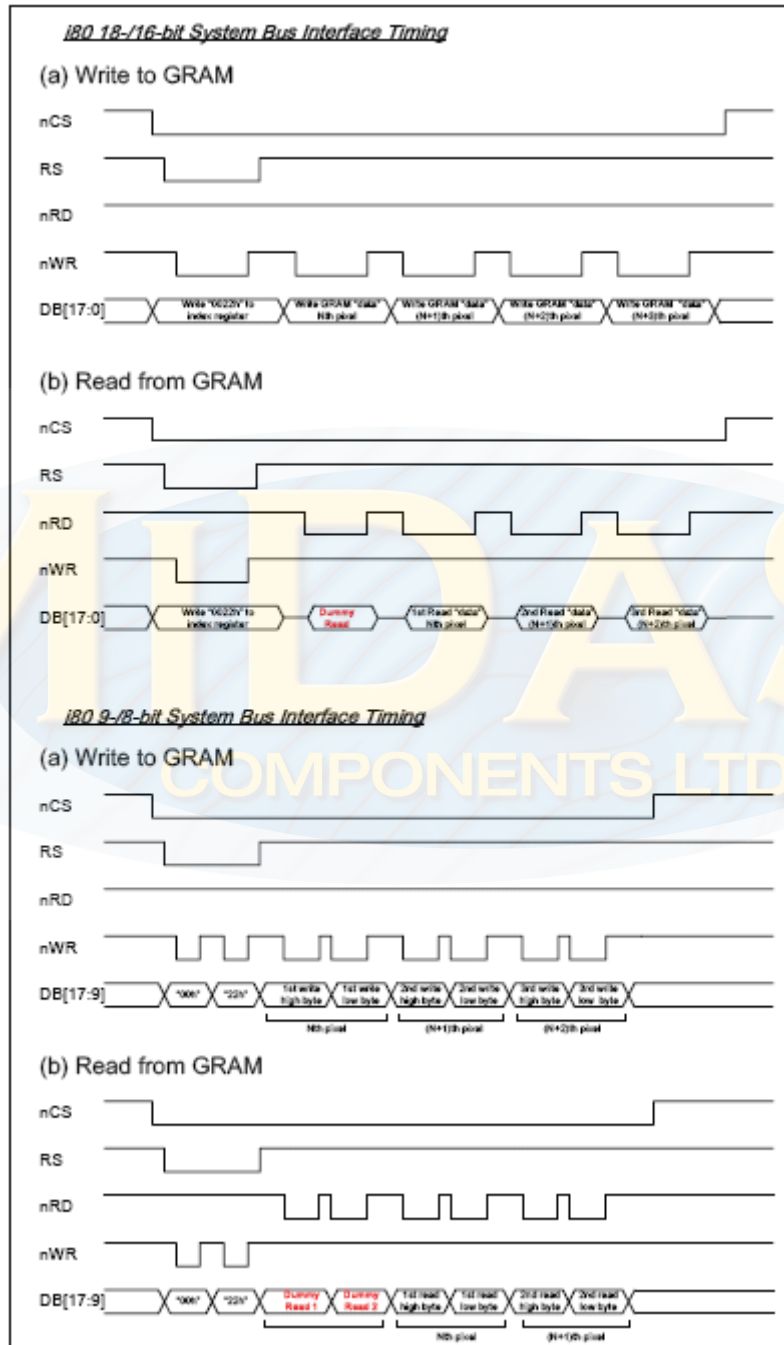 i80 18-/16-bit System Bus Interface Timing
(a) Write to GRAM
nCS
RS
nRD
nWR
DB[17:0]
Write "0022h" to
index register
Write GRAM "data"
Nth pixel
Write GRAM "data"
(N+1)th pixel
Write GRAM "data"
(N+2)th pixel
Write GRAM "data"
(N+3)th pixel
(b) Read from GRAM
nCS
RS
nRD
nWR
DB[17:0]
Write "0022h" to
index register
Dummy
Read
1st Read "data"
Nth pixel
2nd Read "data"
(N+1)th pixel
3rd Read "data"
(N+2)th pixel
MIDAS
COMPONENTS LTD
i80 9-/8-bit System Bus Interface Timing
(a) Write to GRAM
nCS
RS
nRD
nWR
DB[17:9]
"00h"
"22h"
1st write
high byte
1st write
low byte
2nd write
high byte
2nd write
low byte
3rd write
high byte
3rd write
low byte
Nth pixel
(N+1)th pixel
(N+2)th pixel
(b) Read from GRAM
nCS
RS
nRD
nWR
DB[17:9]
"00h"
"22h"
Dummy
Read 1
Dummy
Read 2
1st read
high byte
1st read
low byte
2nd read
high byte
2nd read
low byte
Nth pixel
(N+1)th pixel